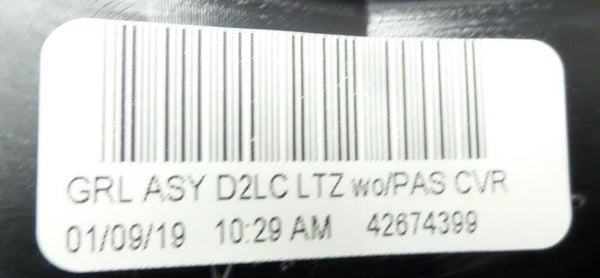 GRL ASY D2LC LTZ wo/PAS CVR
01/09/19 10:29 AM 42674399